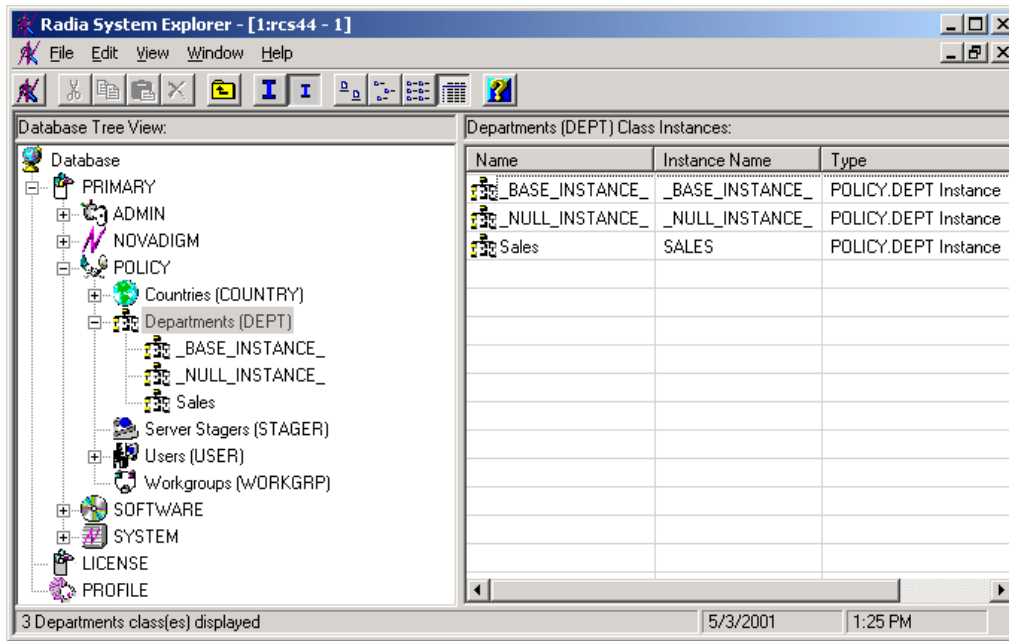 Radia System Explorer - [1:rcs44 - 1]
File Edit View Window Help
Database Tree View:
Departments (DEPT) Class Instances:
Database
PRIMARY
ADMIN
NOVADIGM
POLICY
Countries (COUNTRY)
Departments (DEPT)
_BASE_INSTANCE_
_NULL_INSTANCE_
Sales
Server Stagers (STAGER)
Users (USER)
Workgroups (WORKGRP)
SOFTWARE
SYSTEM
LICENSE
PROFILE
Name Instance Name Type
_BASE_INSTANCE_ _BASE_INSTANCE_ POLICY.DEPT Instance
_NULL_INSTANCE_ _NULL_INSTANCE_ POLICY.DEPT Instance
Sales SALES POLICY.DEPT Instance
3 Departments class(es) displayed 5/3/2001 1:25 PM